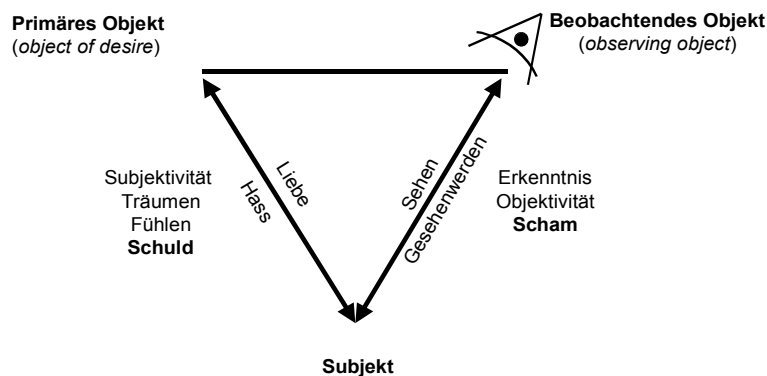 Primäres Objekt
(object of desire)
Beobachtendes Objekt
(observing object)
Subjektivität
Träumen
Fühlen
Schuld
Liebe
Hass
Sehen
Gesehenwerden
Erkenntnis
Objektivität
Scham
Subjekt